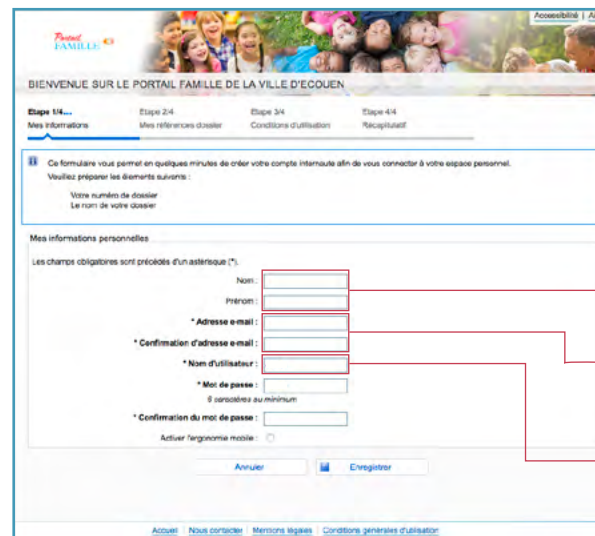 Accessibilité |
Portail
FAMILLE
BIENVENUE SUR LE PORTAIL FAMILLE DE LA VILLE D'ECOUEN
Etape 1/4...
Mes informations
Etape 2/4
Mes références dossier
Etape 3/4
Conditions d'utilisation
Etape 4/4
Récapitulatif
Ce formulaire vous permet en quelques minutes de créer votre compte internaute afin de vous connecter à votre espace personnel.
Veuillez préparer les éléments suivants :
Votre numéro de dossier
Le nom de votre dossier
Mes informations personnelles
Les champs obligatoires sont précédés d'un astérisque (*).
Nom :
Prénom :
* Adresse e-mail :
* Confirmation d'adresse e-mail :
* Nom d'utilisateur :
* Mot de passe :
6 caractères au minimum
* Confirmation du mot de passe :
Activer l'ergonomie mobile :
Annuler
Enregistrer
Accueil | Nous contacter | Mentions légales | Conditions générales d'utilisation